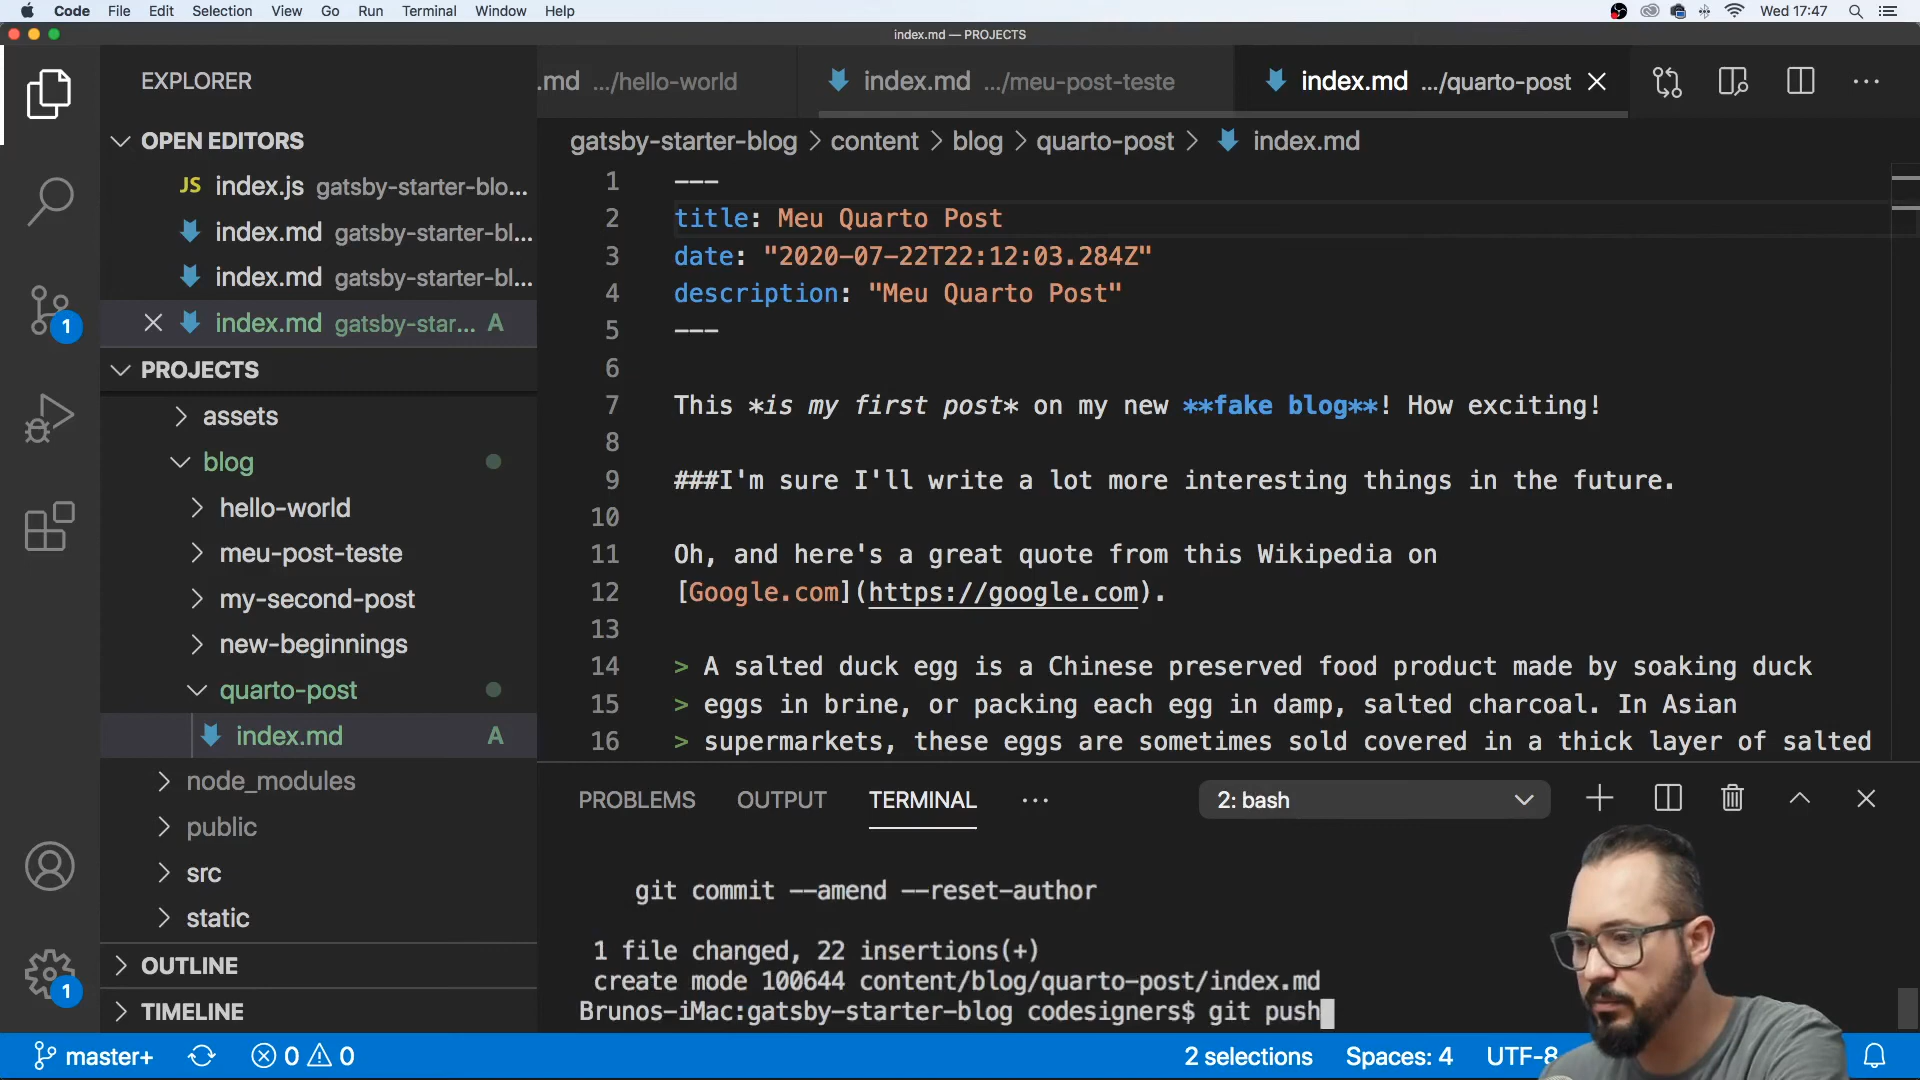 Code File Edit Selection View Go Run Terminal Window Help Wed 17:47
index.md — PROJECTS
EXPLORER
.md .../hello-world
index.md .../meu-post-teste
index.md .../quarto-post
OPEN EDITORS
JS index.js gatsby-starter-blo...
index.md gatsby-starter-bl...
index.md gatsby-starter-bl...
index.md gatsby-star... A
gatsby-starter-blog > content > blog > quarto-post > index.md
PROJECTS
assets
blog
hello-world
meu-post-teste
my-second-post
new-beginnings
quarto-post
index.md A
node_modules
public
src
static
OUTLINE
TIMELINE
1
1
1 ---
2 title: Meu Quarto Post
3 date: "2020-07-22T22:12:03.284Z"
4 description: "Meu Quarto Post"
5 ---
6
7 This *is my first post* on my new **fake blog**! How exciting!
8
9 ###I'm sure I'll write a lot more interesting things in the future.
10
11 Oh, and here's a great quote from this Wikipedia on
12 [Google.com](https://google.com).
13
14 > A salted duck egg is a Chinese preserved food product made by soaking duck
15 > eggs in brine, or packing each egg in damp, salted charcoal. In Asian
16 > supermarkets, these eggs are sometimes sold covered in a thick layer of salted
PROBLEMS OUTPUT TERMINAL ... 2: bash
git commit --amend --reset-author
1 file changed, 22 insertions(+)
create mode 100644 content/blog/quarto-post/index.md
Brunos-iMac:gatsby-starter-blog codesigners$ git push
master+ 0 0 2 selections Spaces: 4 UTF-8